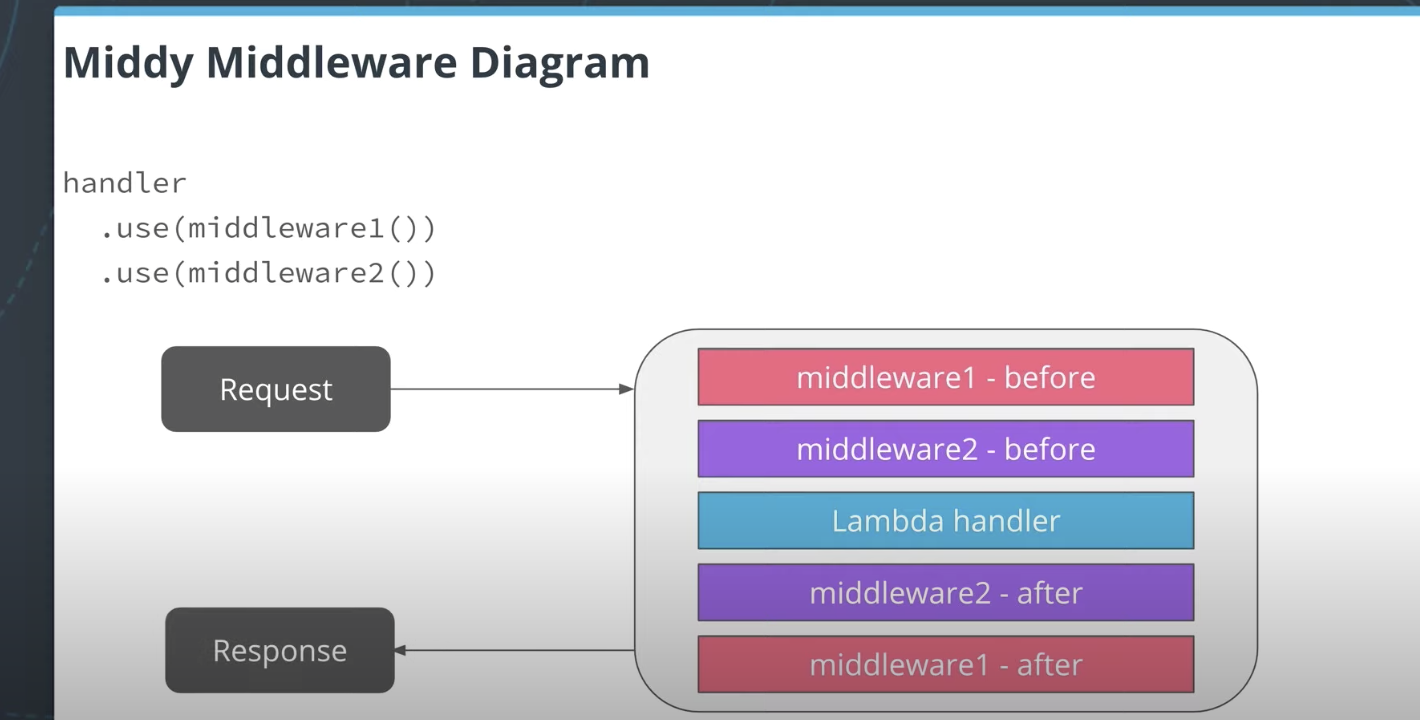 Middy Middleware Diagram
handler
.use(middleware1())
.use(middleware2())
Request
middleware1 - before
middleware2 - before
Lambda handler
middleware2 - after
Response
middleware1 - after